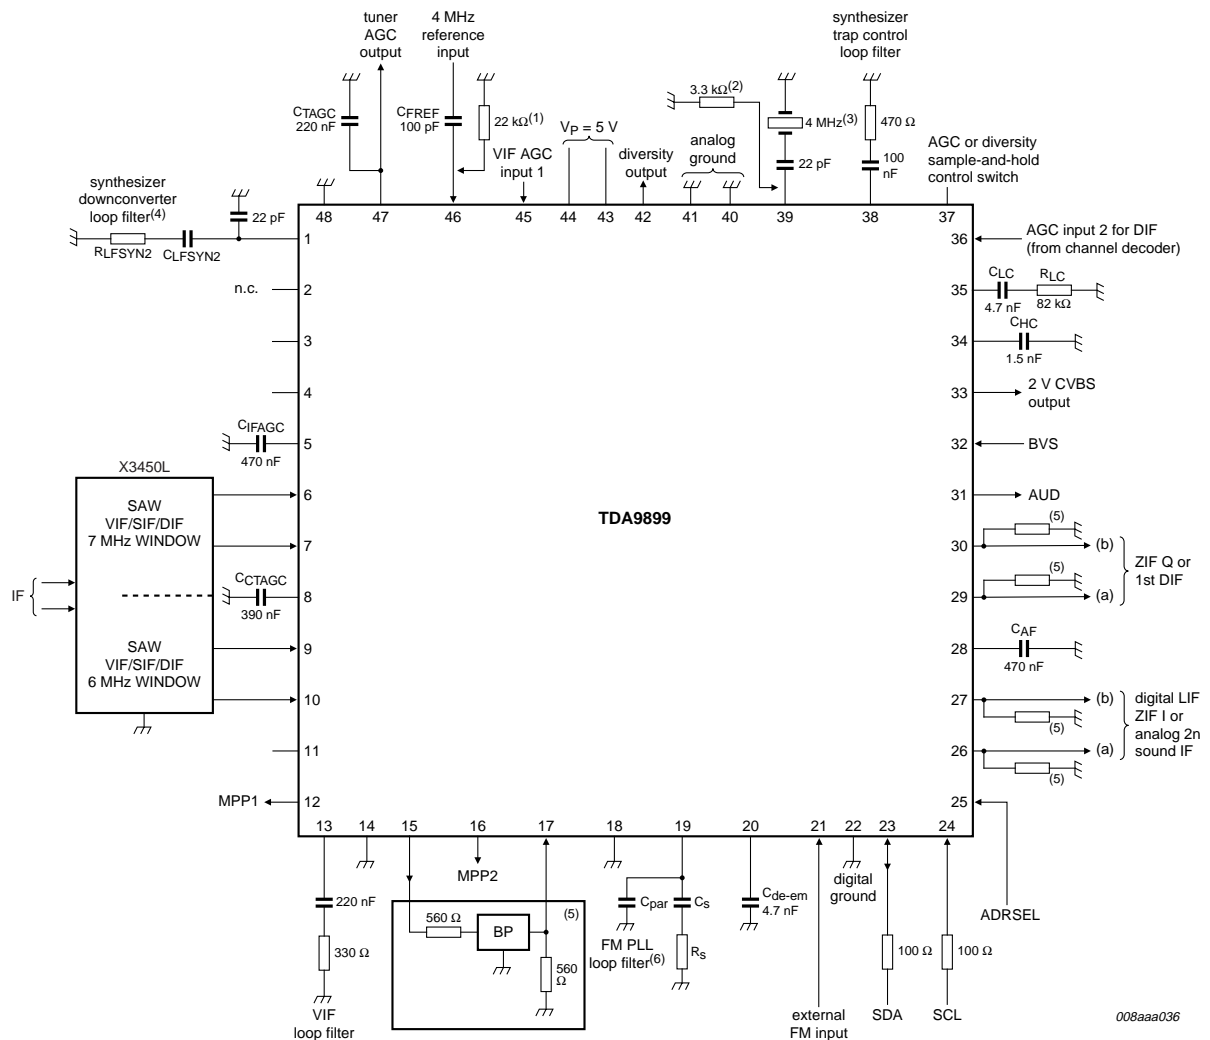 tuner
AGC
output
4 MHz
reference
input
synthesizer
trap control
loop filter
CTAGC
220 nF
CFREF
100 pF
22 kΩ(1)
VP = 5 V
VIF AGC
input 1
diversity
output
analog
ground
3.3 kΩ(2)
4 MHz(3)
22 pF
470 Ω
100
nF
AGC or diversity
sample-and-hold
control switch
synthesizer
downconverter
loop filter(4)
22 pF
RLFSYN2
CLFSYN2
48
47
46
45
44
43
42
41
40
39
38
37
1
36
AGC input 2 for DIF
(from channel decoder)
n.c.
2
35
CLC
4.7 nF
RLC
82 kΩ
3
34
CHC
1.5 nF
4
33
2 V CVBS
output
CIFAGC
470 nF
5
32
BVS
X3450L
SAW
VIF/SIF/DIF
7 MHz WINDOW
6
31
AUD
TDA9899
7
30
(5)
(b)
ZIF Q or
1st DIF
IF
CCTAGC
390 nF
8
29
(5)
(a)
SAW
VIF/SIF/DIF
6 MHz WINDOW
9
28
CAF
470 nF
10
27
(b)
(5)
digital LIF
ZIF I or
analog 2n
sound IF
11
26
(a)
(5)
MPP1
12
25
13
14
15
16
17
18
19
20
21
22
23
24
220 nF
330 Ω
VIF
loop filter
MPP2
560 Ω
BP
(5)
560
Ω
Cpar
Cs
FM PLL
loop filter(6)
Rs
Cde-em
4.7 nF
digital
ground
external
FM input
100 Ω
SDA
100 Ω
SCL
ADRSEL
008aaa036